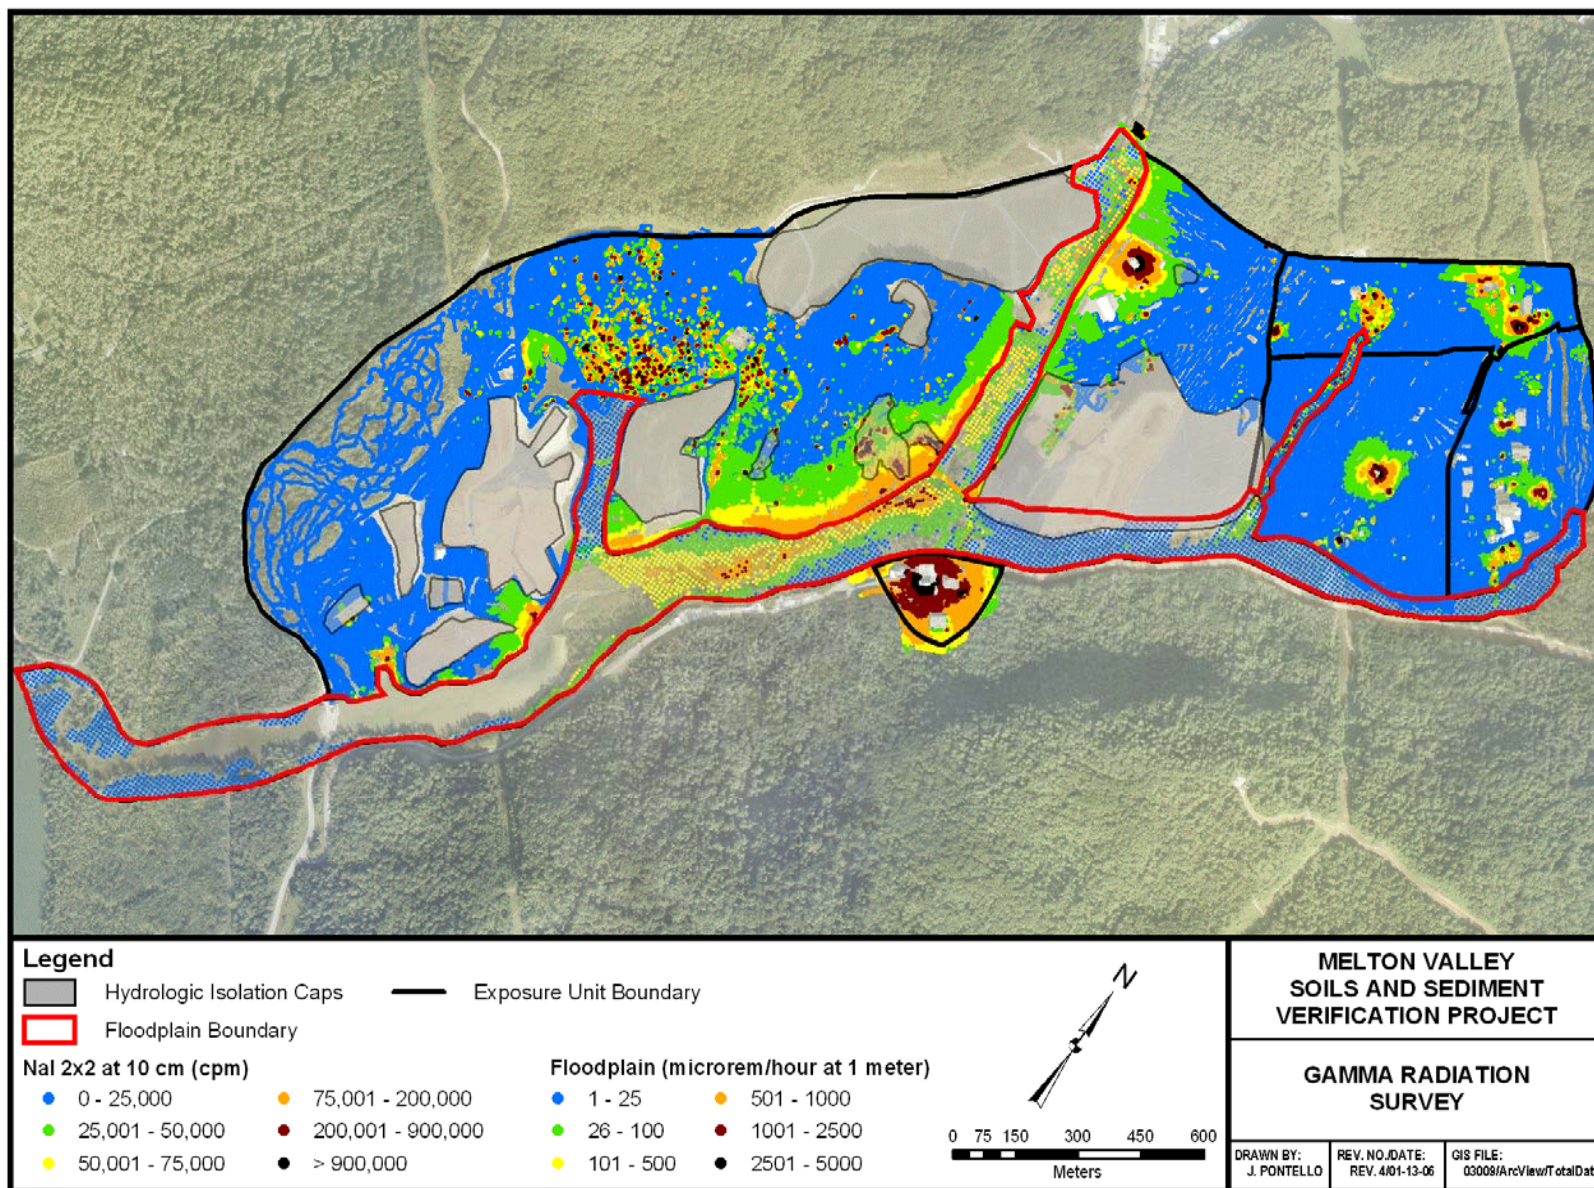 Legend
Hydrologic Isolation Caps
Exposure Unit Boundary
Floodplain Boundary
NaI 2x2 at 10 cm (cpm)
0 - 25,000
25,001 - 50,000
50,001 - 75,000
75,001 - 200,000
200,001 - 900,000
> 900,000
Floodplain (microrem/hour at 1 meter)
1 - 25
26 - 100
101 - 500
501 - 1000
1001 - 2500
2501 - 5000
N
0 75 150 300 450 600
Meters
MELTON VALLEY
SOILS AND SEDIMENT
VERIFICATION PROJECT
GAMMA RADIATION
SURVEY
DRAWN BY:
J. PONTELLO
REV. NO./DATE:
REV. 4/01-13-06
GIS FILE:
03009/ArcView/TotalDat